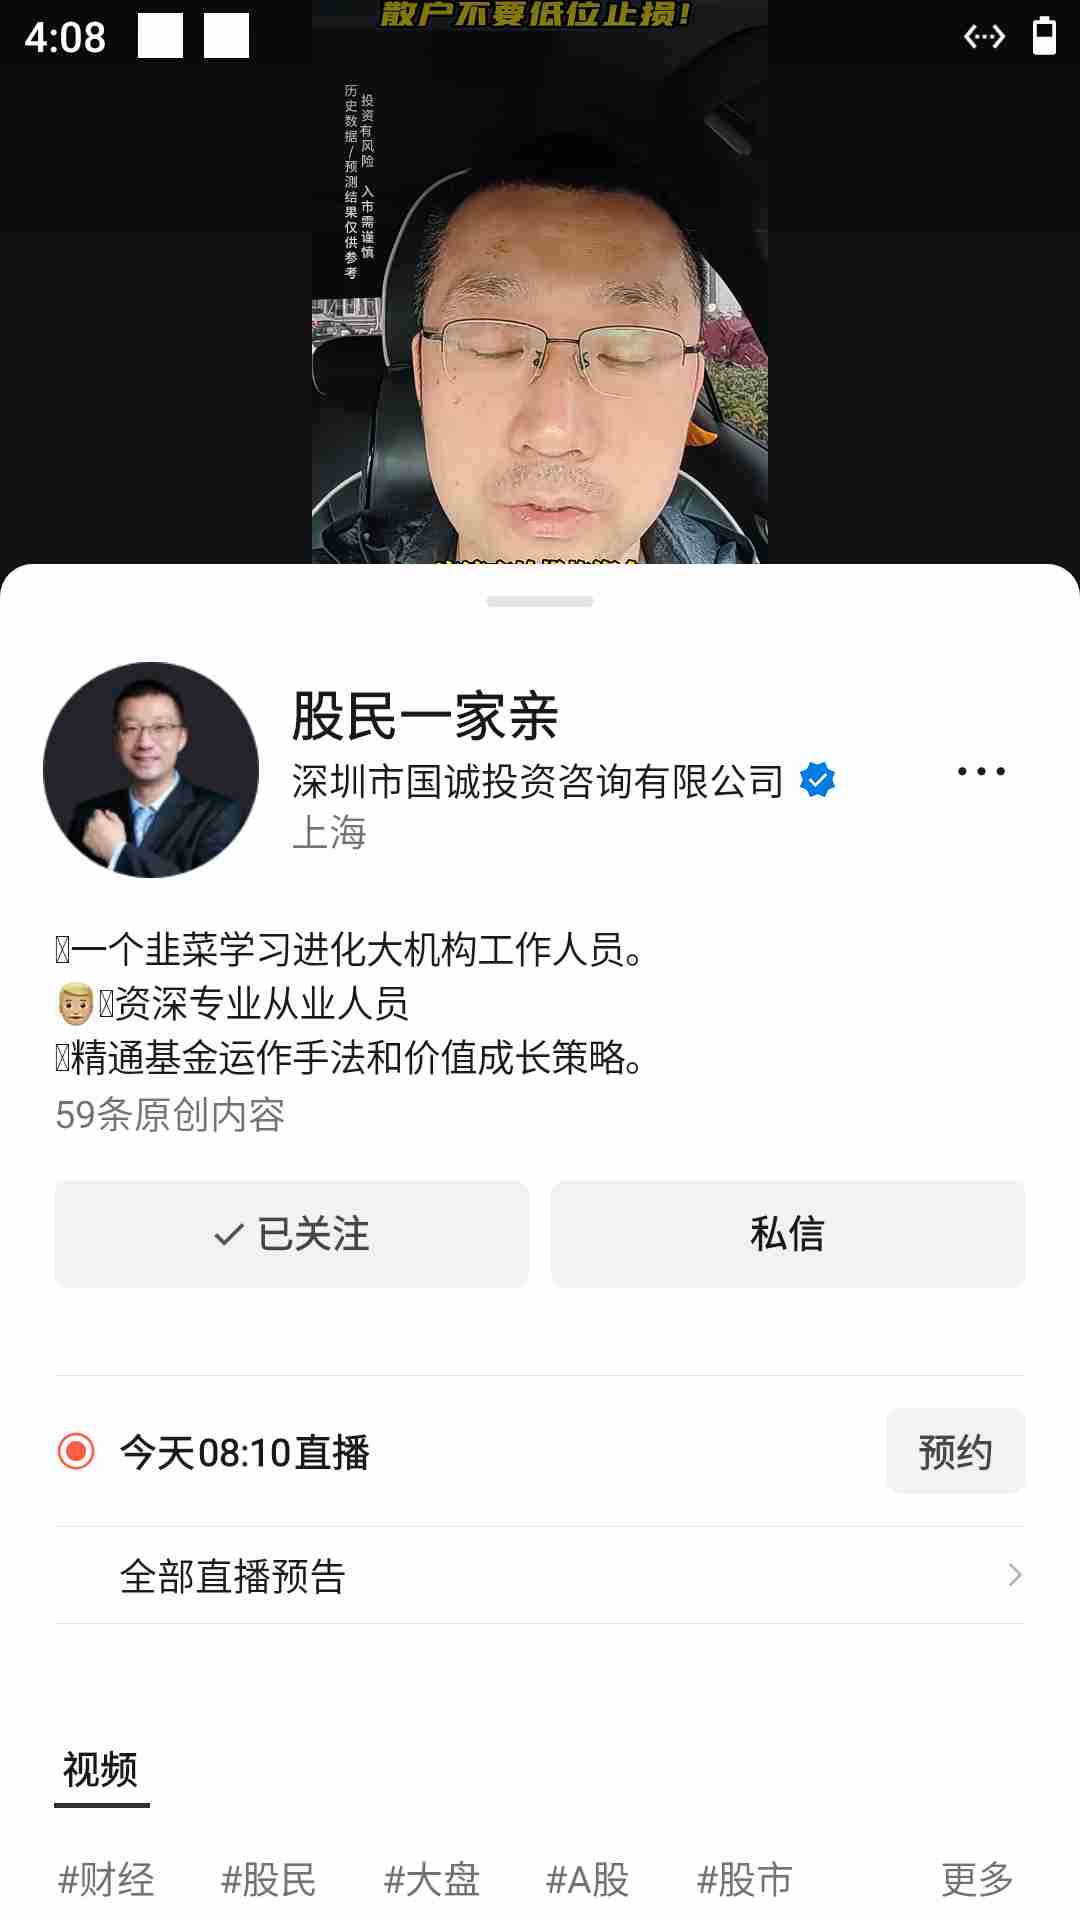 4:08
散户不要低位止损!
投资有风险 入市需谨慎
历史数据/预测结果仅供参考
股民一家亲
深圳市国诚投资咨询有限公司
上海
一个韭菜学习进化大机构工作人员。
资深专业从业人员
精通基金运作手法和价值成长策略。
59条原创内容
已关注
私信
今天08:10直播
预约
全部直播预告
视频
#财经 #股民 #大盘 #A股 #股市 更多